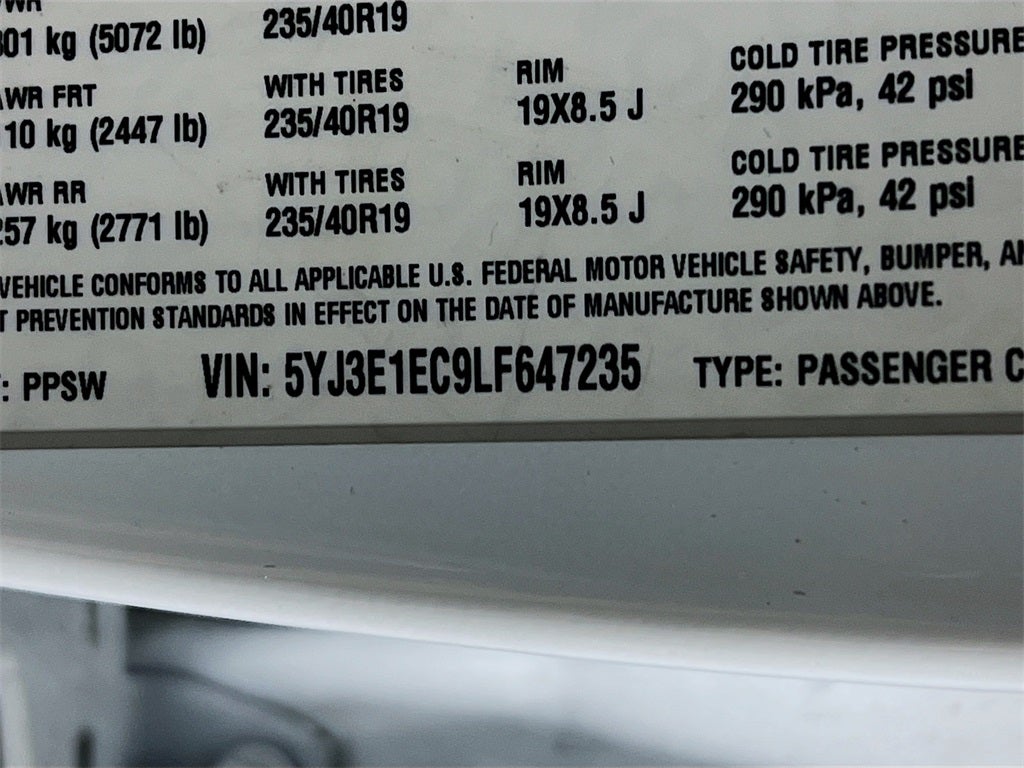 301 kg (5072 lb) 235/40R19
WR FRT WITH TIRES RIM COLD TIRE PRESSURE
10 kg (2447 lb) 235/40R19 19X8.5 J 290 kPa, 42 psi
WR RR WITH TIRES RIM COLD TIRE PRESSURE
257 kg (2771 lb) 235/40R19 19X8.5 J 290 kPa, 42 psi
VEHICLE CONFORMS TO ALL APPLICABLE U.S. FEDERAL MOTOR VEHICLE SAFETY, BUMPER, AN
T PREVENTION STANDARDS IN EFFECT ON THE DATE OF MANUFACTURE SHOWN ABOVE.
: PPSW VIN: 5YJ3E1EC9LF647235 TYPE: PASSENGER C